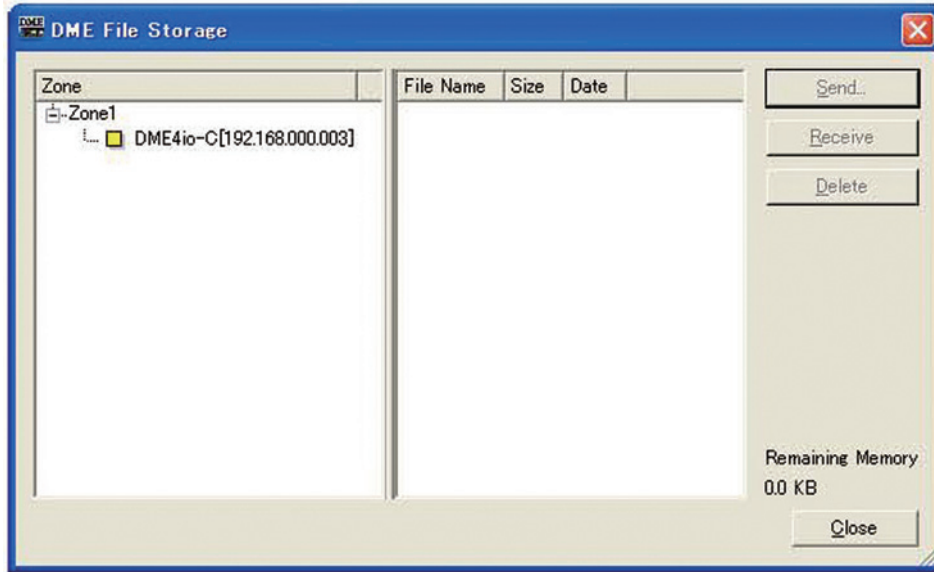 DME File Storage
Zone
File Name Size Date
Send...
Zone1
DME4io-C[192.168.000.003]
Receive
Delete
Remaining Memory
0.0 KB
Close